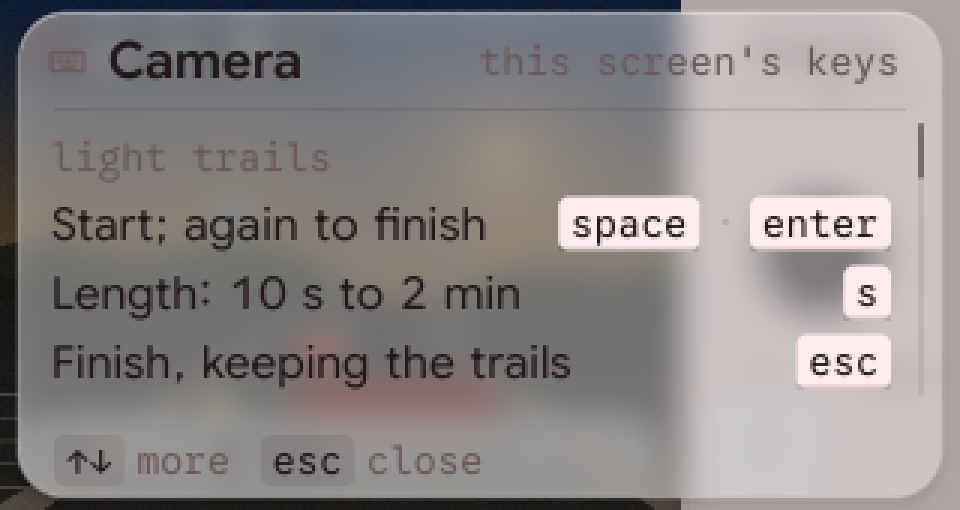 Camera this screen's keys
light trails
Start; again to finish space · enter
Length: 10 s to 2 min s
Finish, keeping the trails esc
↑↓ more esc close